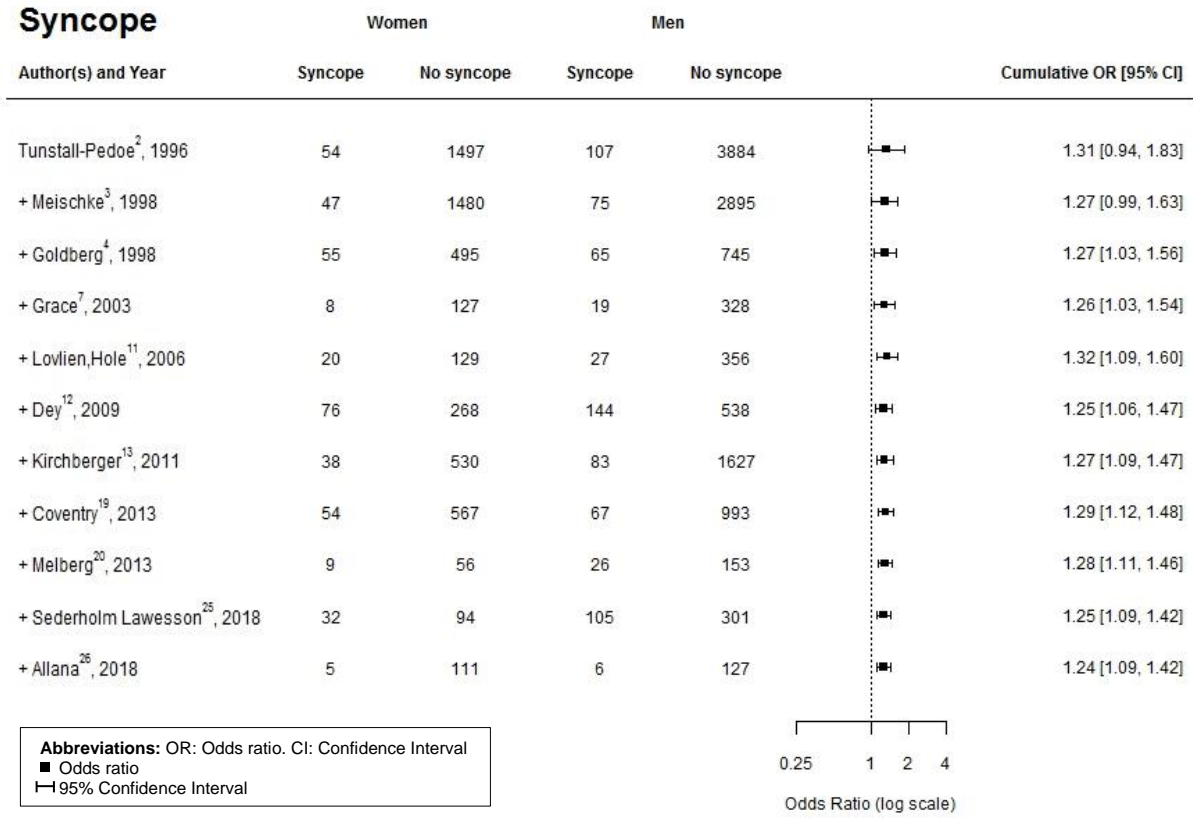 Syncope Women Men
Author(s) and Year Syncope No syncope Syncope No syncope Cumulative OR [95% CI]
Tunstall-Pedoe2, 1996 54 1497 107 3884 1.31 [0.94, 1.83]
+ Meischke3, 1998 47 1480 75 2895 1.27 [0.99, 1.63]
+ Goldberg4, 1998 55 495 65 745 1.27 [1.03, 1.56]
+ Grace7, 2003 8 127 19 328 1.26 [1.03, 1.54]
+ Lovlien,Hole11, 2006 20 129 27 356 1.32 [1.09, 1.60]
+ Dey12, 2009 76 268 144 538 1.25 [1.06, 1.47]
+ Kirchberger13, 2011 38 530 83 1627 1.27 [1.09, 1.47]
+ Coventry19, 2013 54 567 67 993 1.29 [1.12, 1.48]
+ Melberg20, 2013 9 56 26 153 1.28 [1.11, 1.46]
+ Sederholm Lawesson25, 2018 32 94 105 301 1.25 [1.09, 1.42]
+ Allana26, 2018 5 111 6 127 1.24 [1.09, 1.42]
Abbreviations: OR: Odds ratio. CI: Confidence Interval
Odds ratio
95% Confidence Interval
0.25 1 2 4
Odds Ratio (log scale)